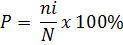 P = ni/N x 100%